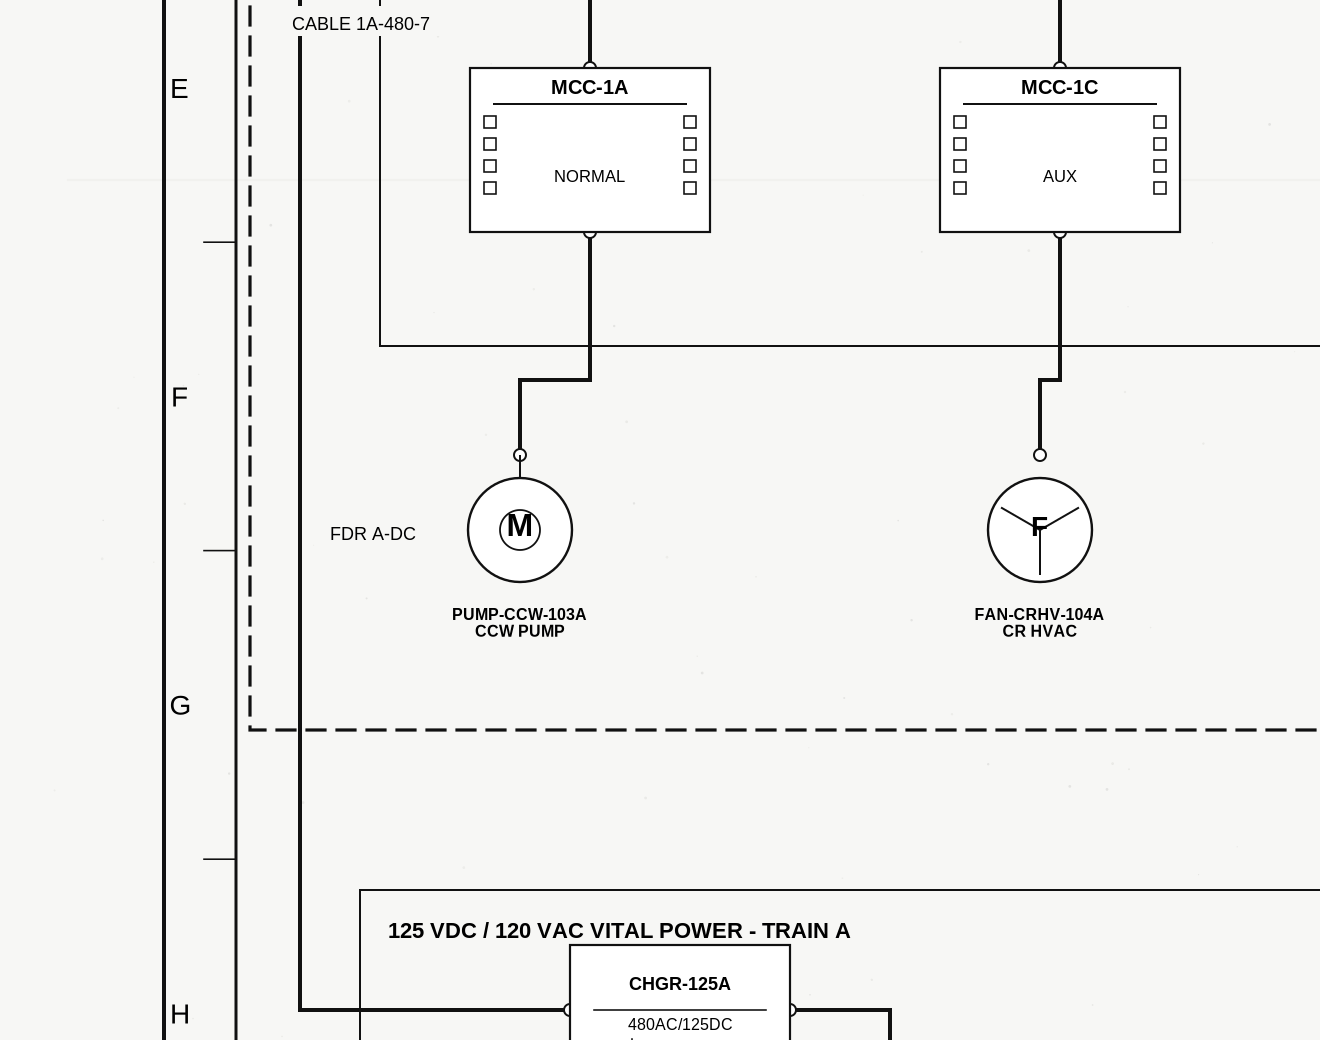 CABLE 1A-480-7
E
MCC-1A
MCC-1C
NORMAL
AUX
F
M
F
FDR A-DC
PUMP-CCW-103A
CCW PUMP
FAN-CRHV-104A
CR HVAC
G
125 VDC / 120 VAC VITAL POWER - TRAIN A
CHGR-125A
H
480AC/125DC